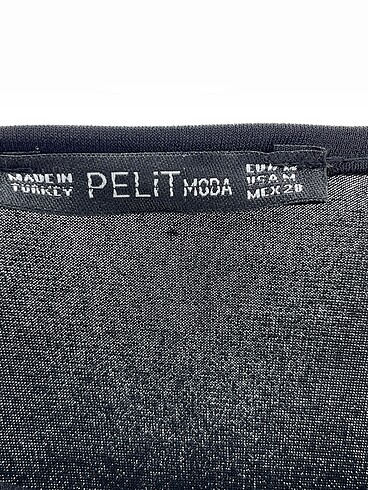 MADE IN
TURKEY
PELiT MODA
EUR M
USA M
MEX 28